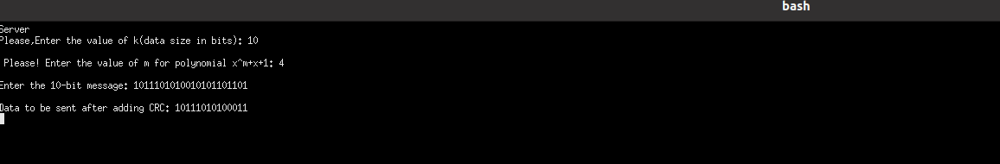 bash
Server
Please,Enter the value of k(data size in bits): 10
Please! Enter the value of m for polynomial x^m+x+1: 4
Enter the 10-bit message: 1011101010010101101101
Data to be sent after adding CRC: 10111010100011